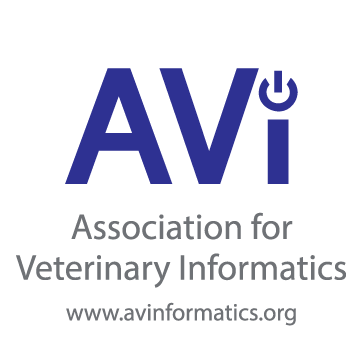 AVi
Association for
Veterinary Informatics
www.avinformatics.org